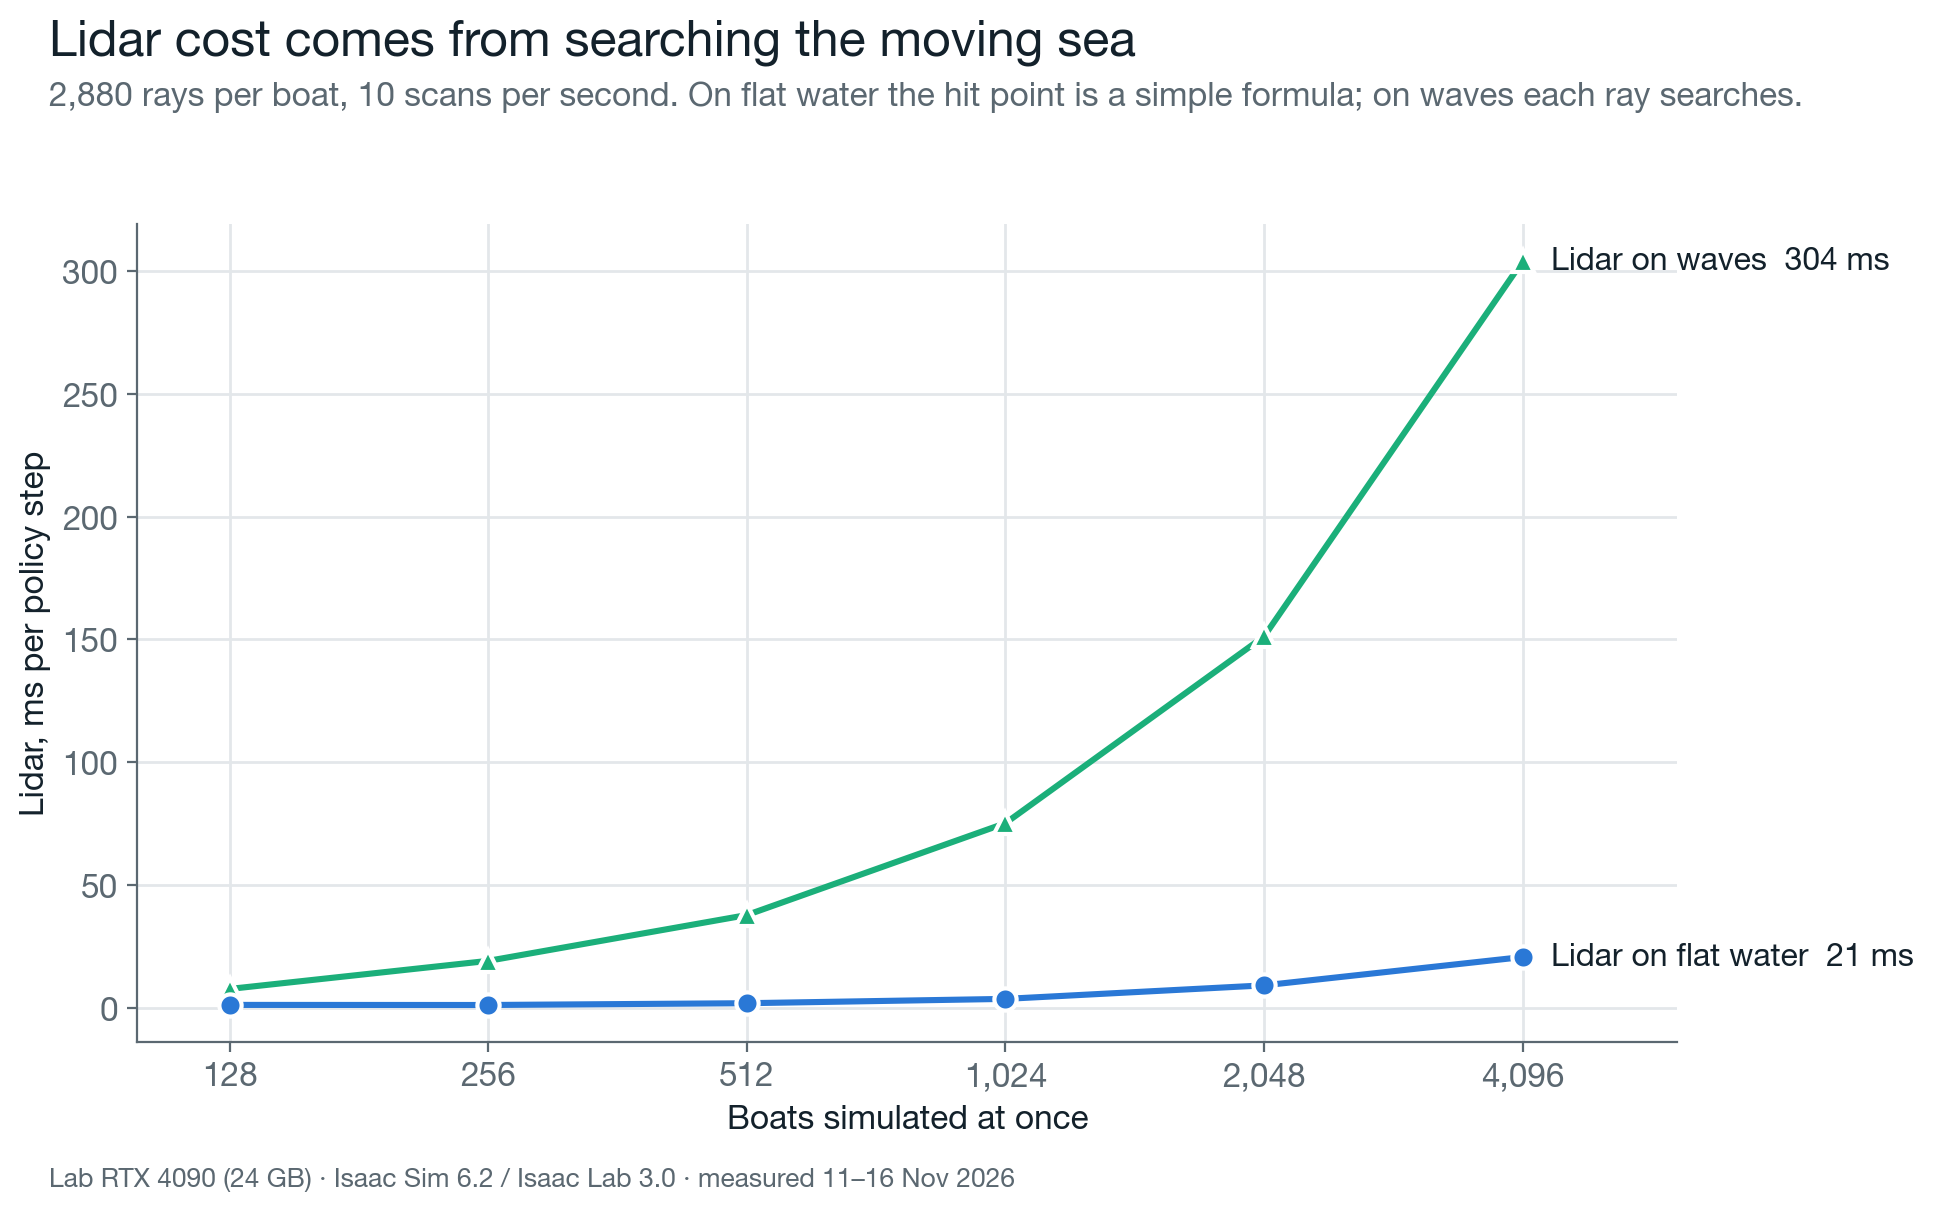 Lidar cost comes from searching the moving sea
2,880 rays per boat, 10 scans per second. On flat water the hit point is a simple formula; on waves each ray searches.
Lidar, ms per policy step
300
250
200
150
100
50
0
Lidar on waves 304 ms
Lidar on flat water 21 ms
128 256 512 1,024 2,048 4,096
Boats simulated at once
Lab RTX 4090 (24 GB) · Isaac Sim 6.2 / Isaac Lab 3.0 · measured 11–16 Nov 2026